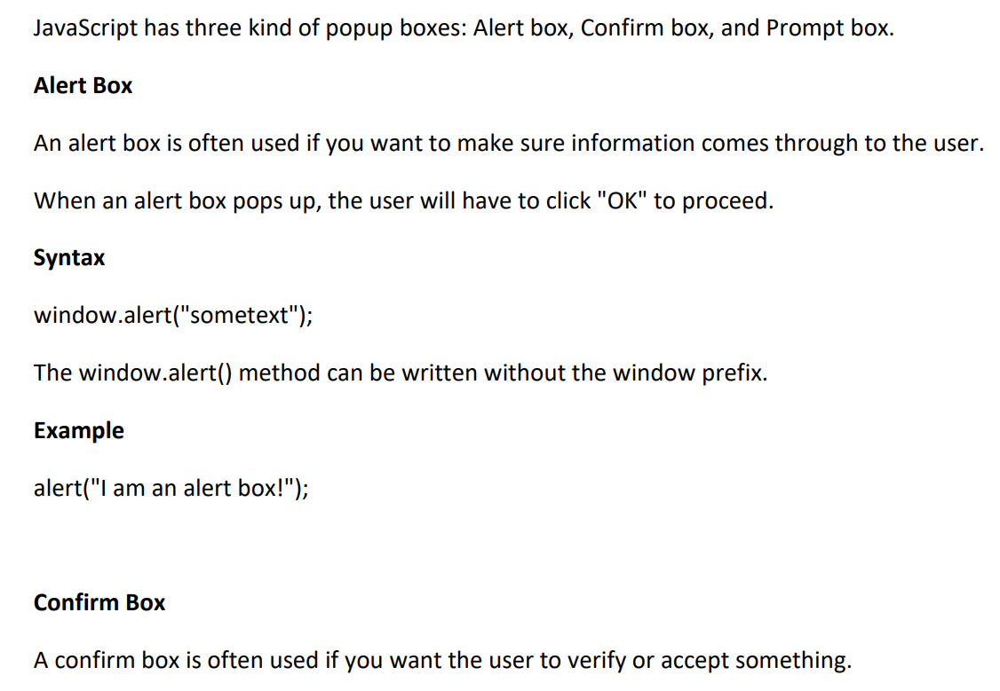 JavaScript has three kind of popup boxes: Alert box, Confirm box, and Prompt box.
Alert Box
An alert box is often used if you want to make sure information comes through to the user.
When an alert box pops up, the user will have to click "OK" to proceed.
Syntax
window.alert("sometext");
The window.alert() method can be written without the window prefix.
Example
alert("I am an alert box!");
Confirm Box
A confirm box is often used if you want the user to verify or accept something.